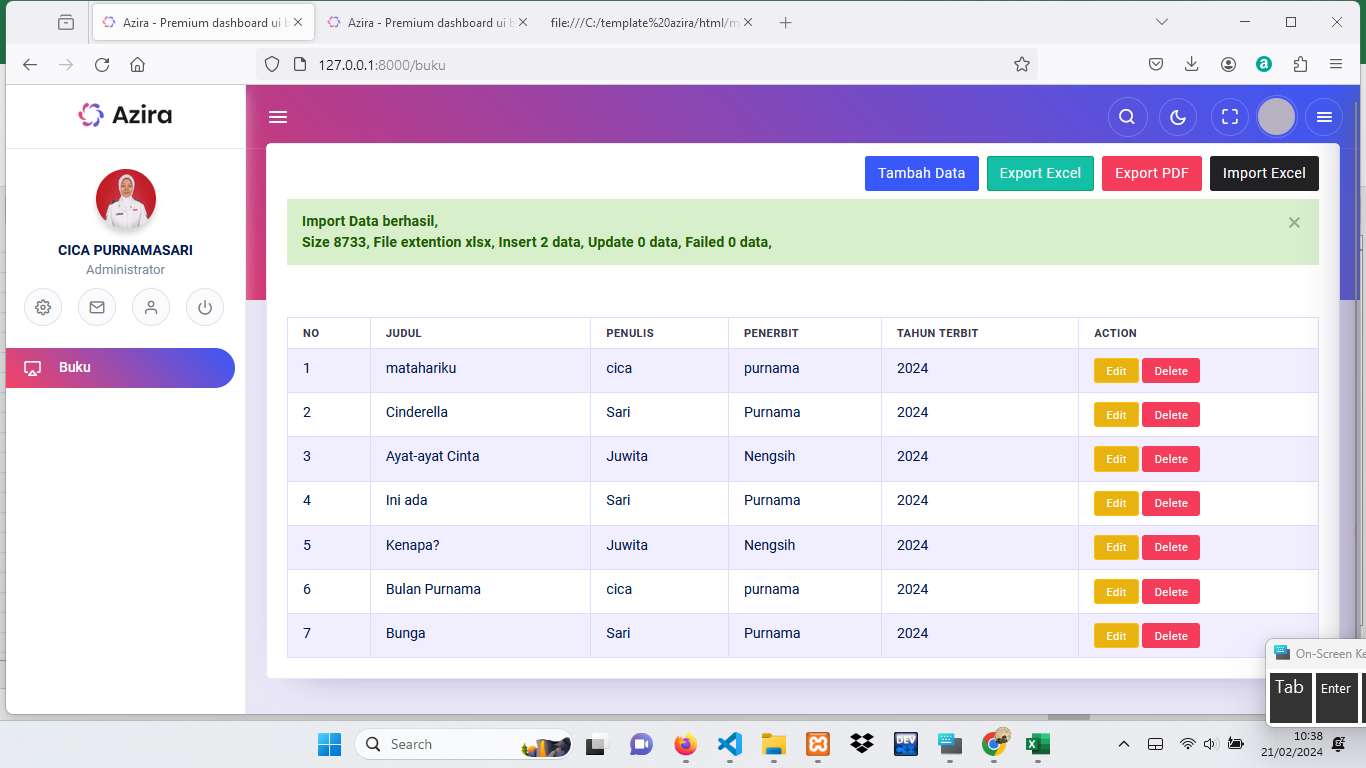 Azira - Premium dashboard ui b
Azira - Premium dashboard ui b
file:///C:/template%20azira/html/m
127.0.0.1:8000/buku
a
Azira
CICA PURNAMASARI
Administrator
Buku
Tambah Data
Export Excel
Export PDF
Import Excel
Import Data berhasil,
Size 8733, File extention xlsx, Insert 2 data, Update 0 data, Failed 0 data,
NO JUDUL PENULIS PENERBIT TAHUN TERBIT ACTION
1 matahariku cica purnama 2024 Edit Delete
2 Cinderella Sari Purnama 2024 Edit Delete
3 Ayat-ayat Cinta Juwita Nengsih 2024 Edit Delete
4 Ini ada Sari Purnama 2024 Edit Delete
5 Kenapa? Juwita Nengsih 2024 Edit Delete
6 Bulan Purnama cica purnama 2024 Edit Delete
7 Bunga Sari Purnama 2024 Edit Delete
On-Screen Ke
Tab
Enter
Search
DEV
10:38
21/02/2024